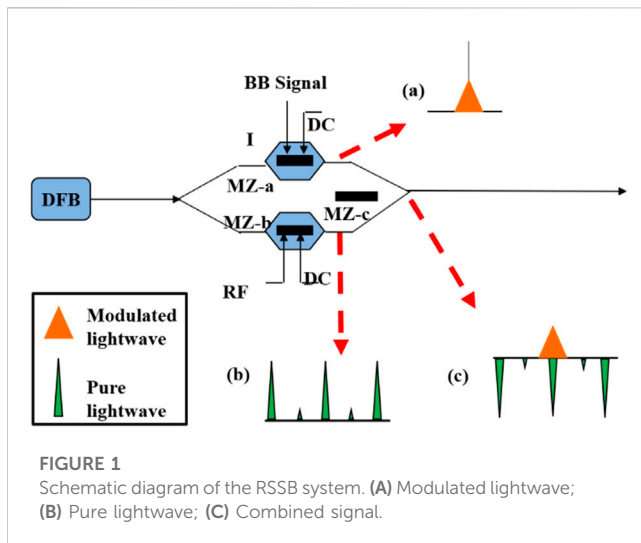 BB Signal
(a)
I
DC
MZ-a
DFB
MZ-b
MZ-c
RF
DC
Modulated
lightwave
Pure
lightwave
(b)
(c)
FIGURE 1
Schematic diagram of the RSSB system. (A) Modulated lightwave;
(B) Pure lightwave; (C) Combined signal.